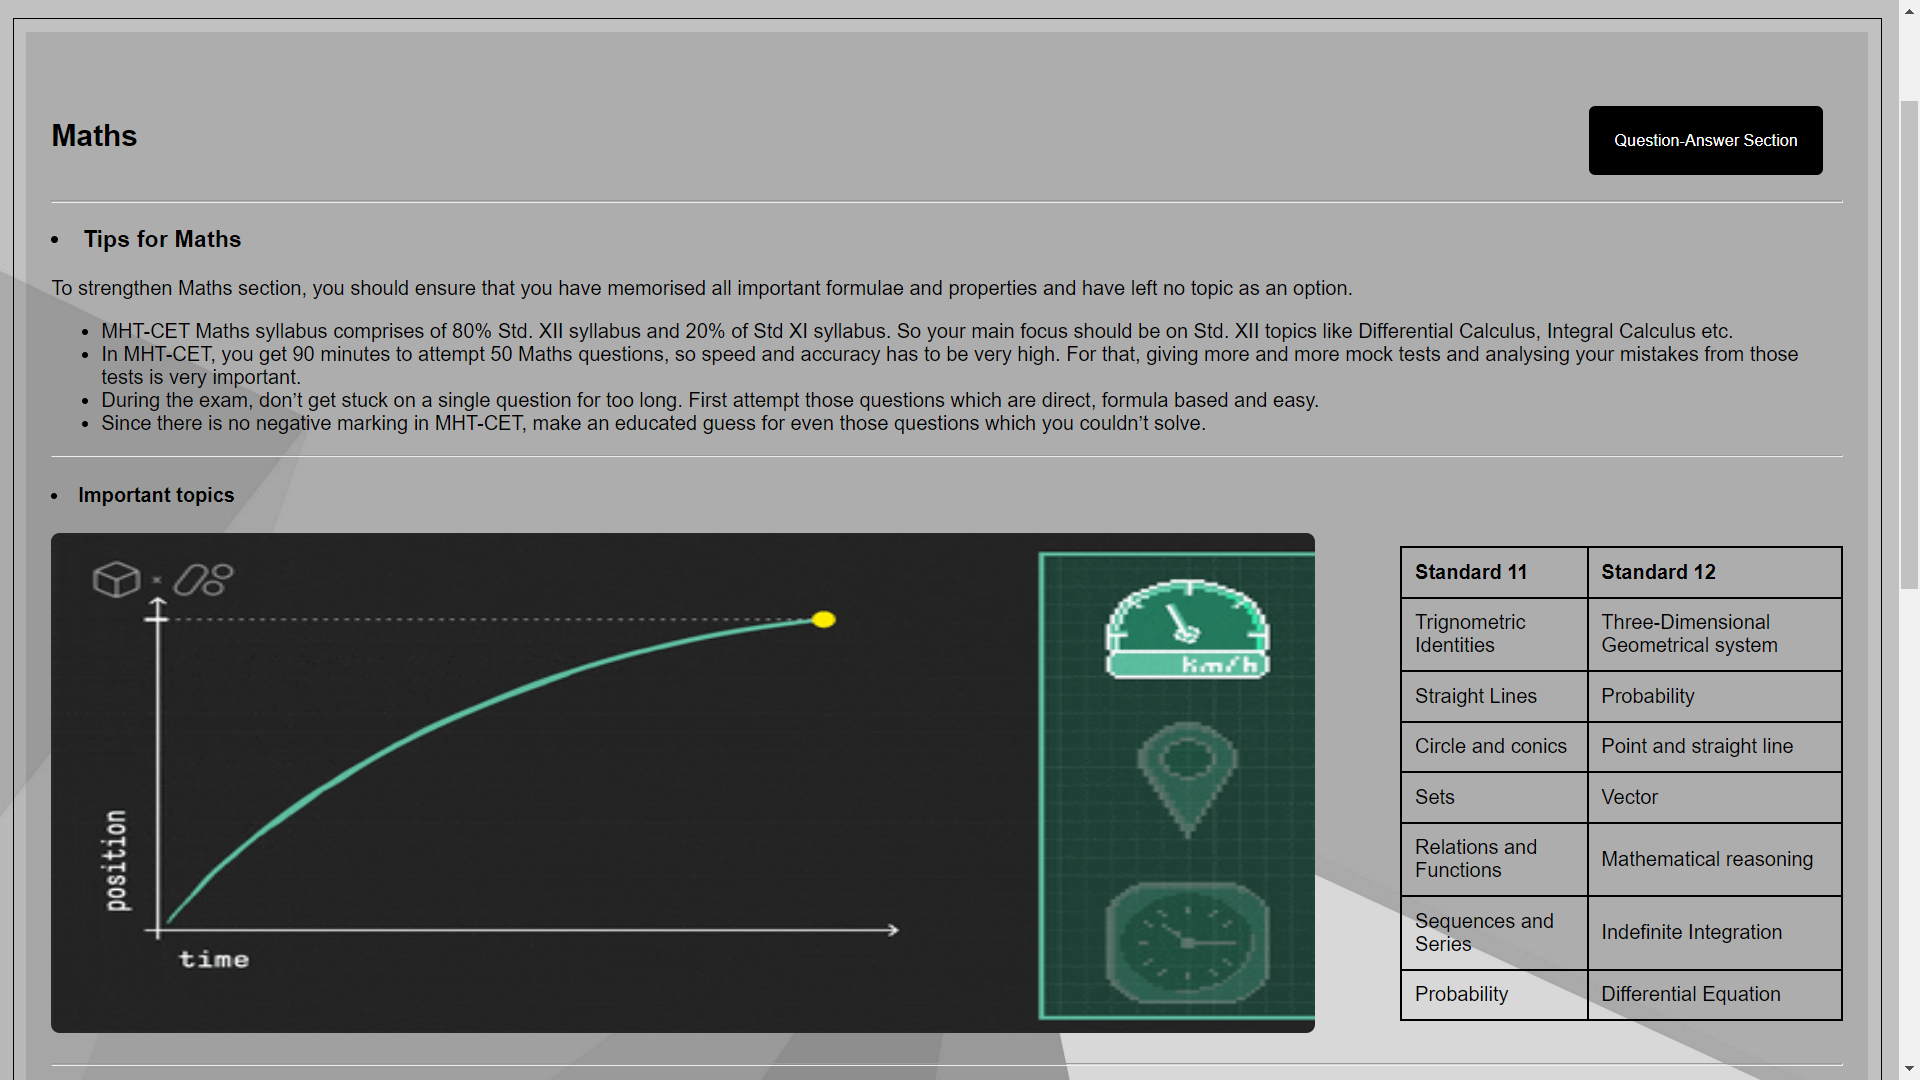 Maths
Question-Answer Section
Tips for Maths
To strengthen Maths section, you should ensure that you have memorised all important formulae and properties and have left no topic as an option.
MHT-CET Maths syllabus comprises of 80% Std. XII syllabus and 20% of Std XI syllabus. So your main focus should be on Std. XII topics like Differential Calculus, Integral Calculus etc.
In MHT-CET, you get 90 minutes to attempt 50 Maths questions, so speed and accuracy has to be very high. For that, giving more and more mock tests and analysing your mistakes from those
tests is very important.
During the exam, don’t get stuck on a single question for too long. First attempt those questions which are direct, formula based and easy.
Since there is no negative marking in MHT-CET, make an educated guess for even those questions which you couldn’t solve.
Important topics
position
time
km/h
Standard 11 Standard 12
Trignometric
Identities
Three-Dimensional
Geometrical system
Straight Lines Probability
Circle and conics Point and straight line
Sets Vector
Relations and
Functions
Mathematical reasoning
Sequences and
Series
Indefinite Integration
Probability Differential Equation